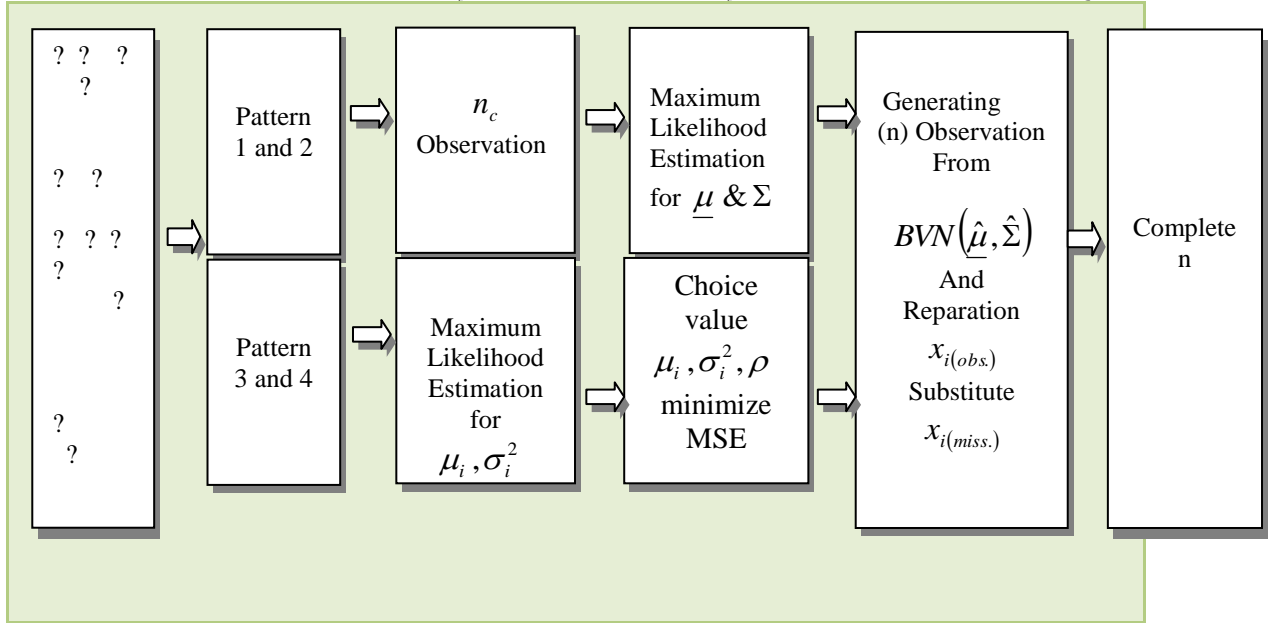 ? ? ?
?
? ?
? ? ?
?
?
?
?
Pattern
1 and 2
Pattern
3 and 4
n_c
Observation
Maximum
Likelihood
Estimation
for
μ_i , σ_i^2
Maximum
Likelihood
Estimation
for μ & Σ
Choice
value
μ_i , σ_i^2 , ρ
minimize
MSE
Generating
(n) Observation
From
BVN(μ̂, Σ̂)
And
Reparation
x_i(obs.)
Substitute
x_i(miss.)
Complete
n